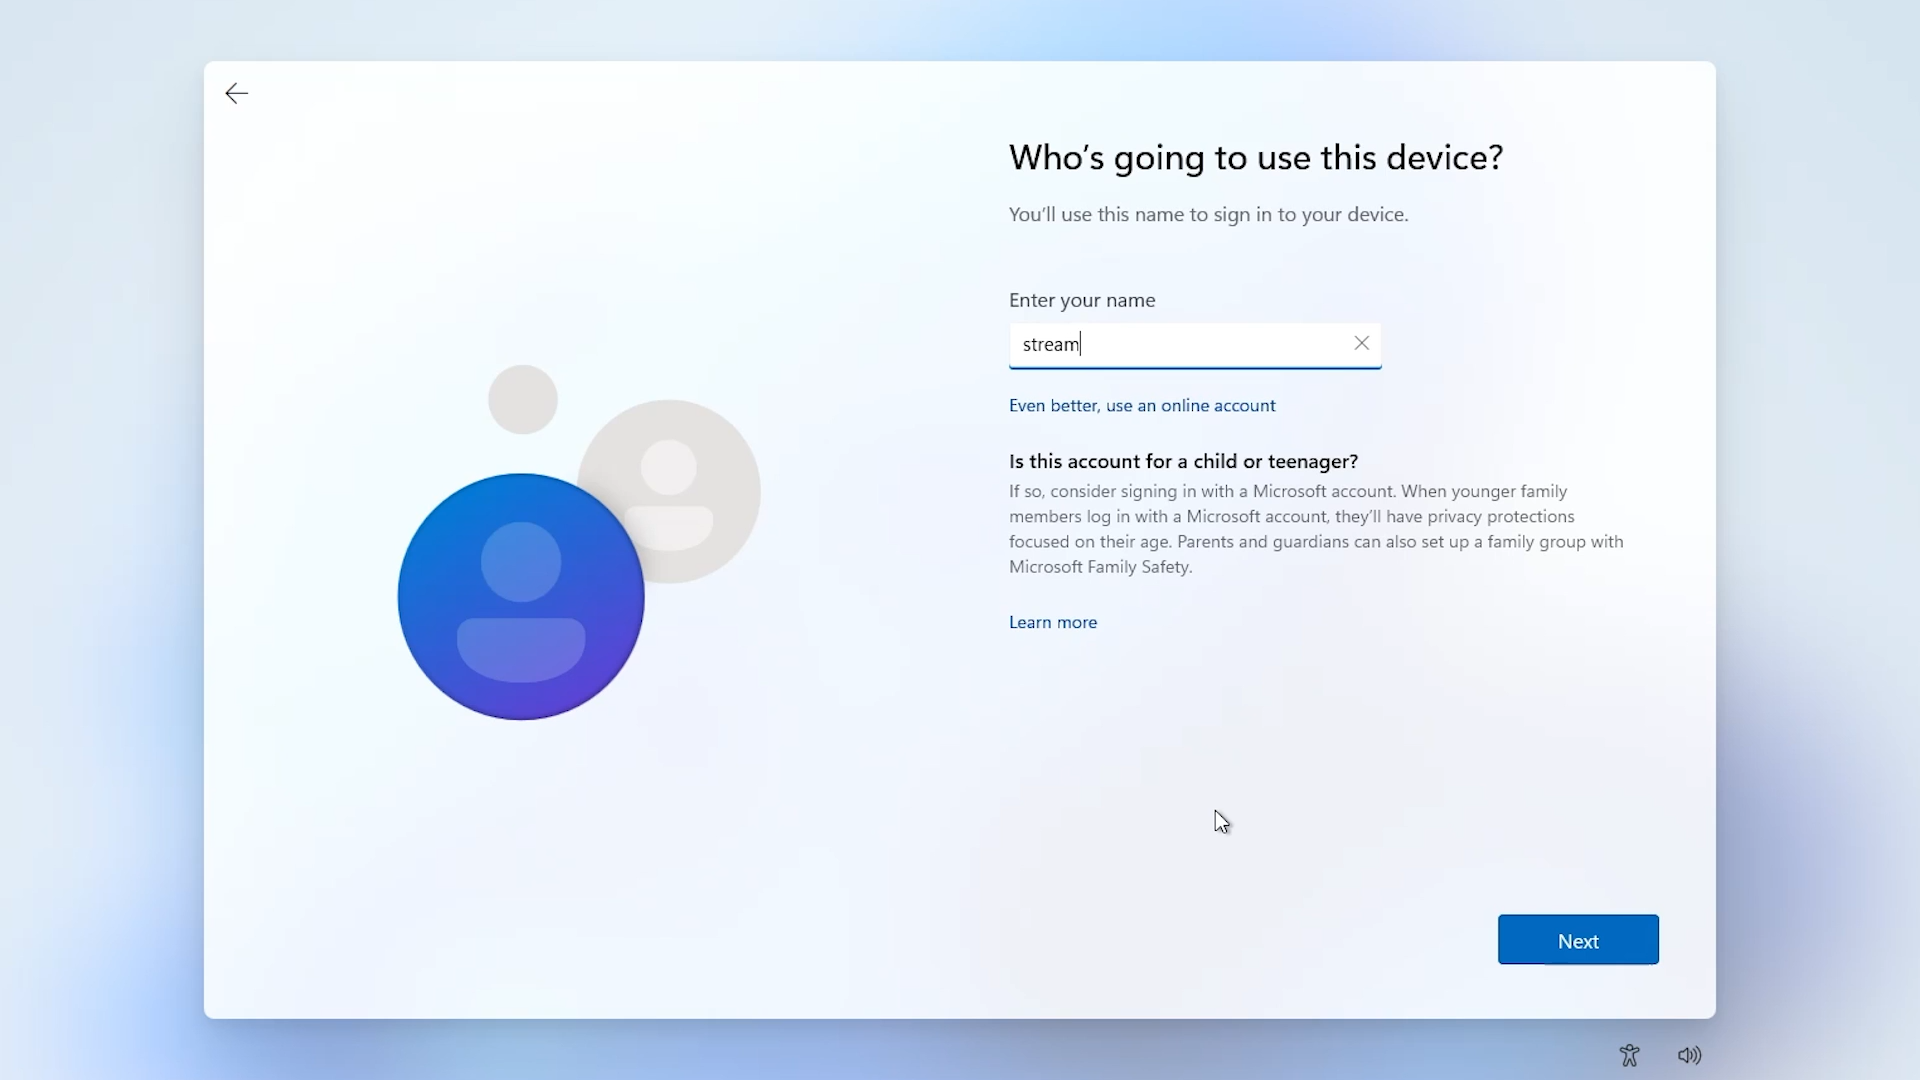 Who's going to use this device?
You'll use this name to sign in to your device.
Enter your name
stream
Even better, use an online account
Is this account for a child or teenager?
If so, consider signing in with a Microsoft account. When younger family
members log in with a Microsoft account, they'll have privacy protections
focused on their age. Parents and guardians can also set up a family group with
Microsoft Family Safety.
Learn more
Next